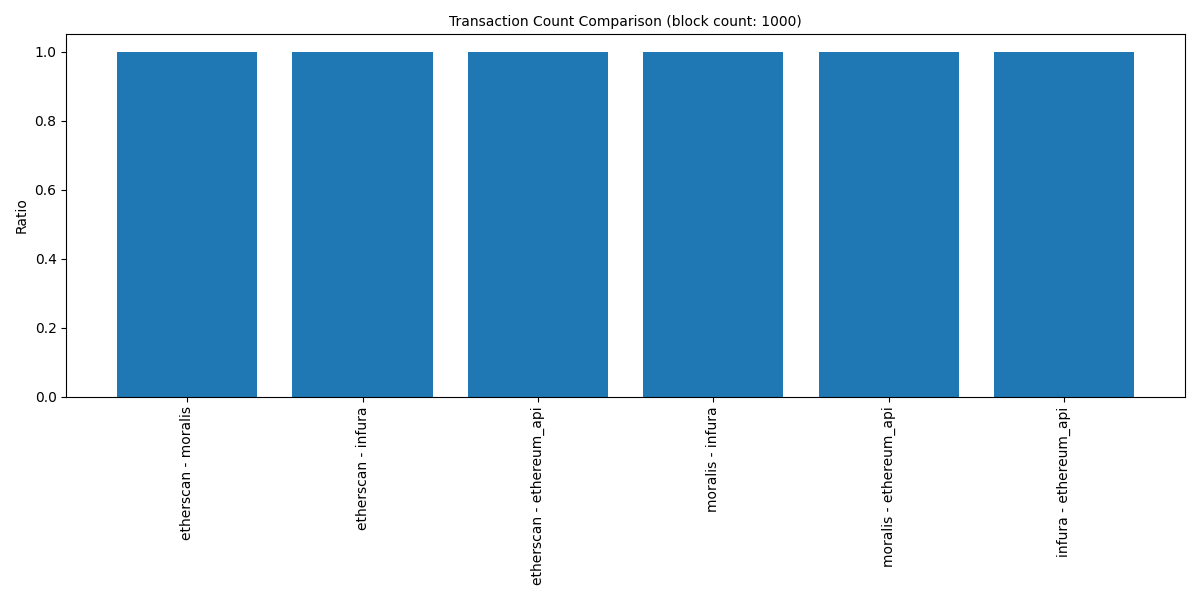 Transaction Count Comparison (block count: 1000)
Ratio
1.0
0.8
0.6
0.4
0.2
0.0
etherscan - moralis
etherscan - infura
etherscan - ethereum_api
moralis - infura
moralis - ethereum_api
infura - ethereum_api